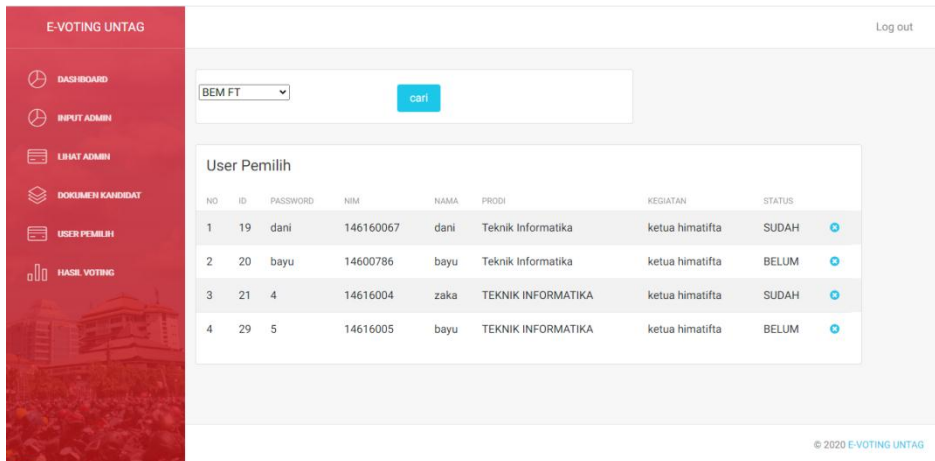 E-VOTING UNTAG
Log out
DASHBOARD
INPUT ADMIN
LIHAT ADMIN
DOKUMEN KANDIDAT
USER PEMILIH
HASIL VOTING
BEM FT
cari
User Pemilih
NO ID PASSWORD NIM NAMA PRODI KEGIATAN STATUS
1 19 dani 146160067 dani Teknik Informatika ketua himatifta SUDAH
2 20 bayu 14600786 bayu Teknik Informatika ketua himatifta BELUM
3 21 4 14616004 zaka TEKNIK INFORMATIKA ketua himatifta SUDAH
4 29 5 14616005 bayu TEKNIK INFORMATIKA ketua himatifta BELUM
© 2020 E-VOTING UNTAG